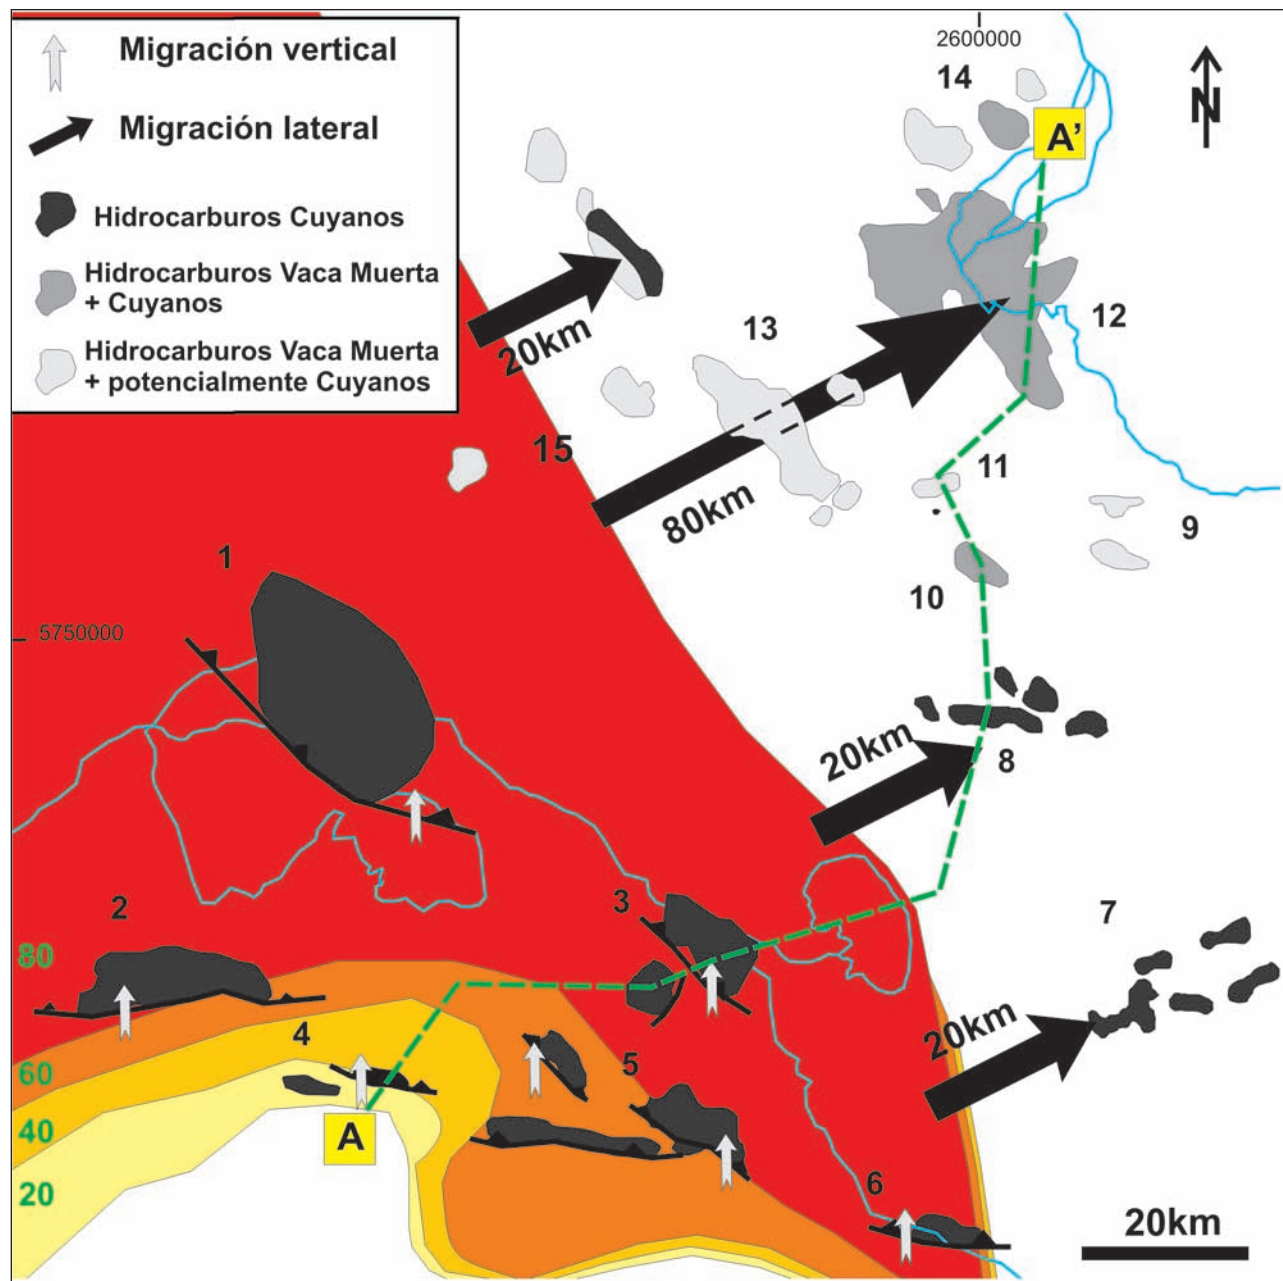 Migración vertical
Migración lateral
Hidrocarburos Cuyanos
Hidrocarburos Vaca Muerta
+ Cuyanos
Hidrocarburos Vaca Muerta
+ potencialmente Cuyanos
2600000
14
A’
N
20km
13
12
15
80km
11
9
1
10
5750000
20km
8
2
3
7
80
20km
4
60
5
40
A
20
6
20km